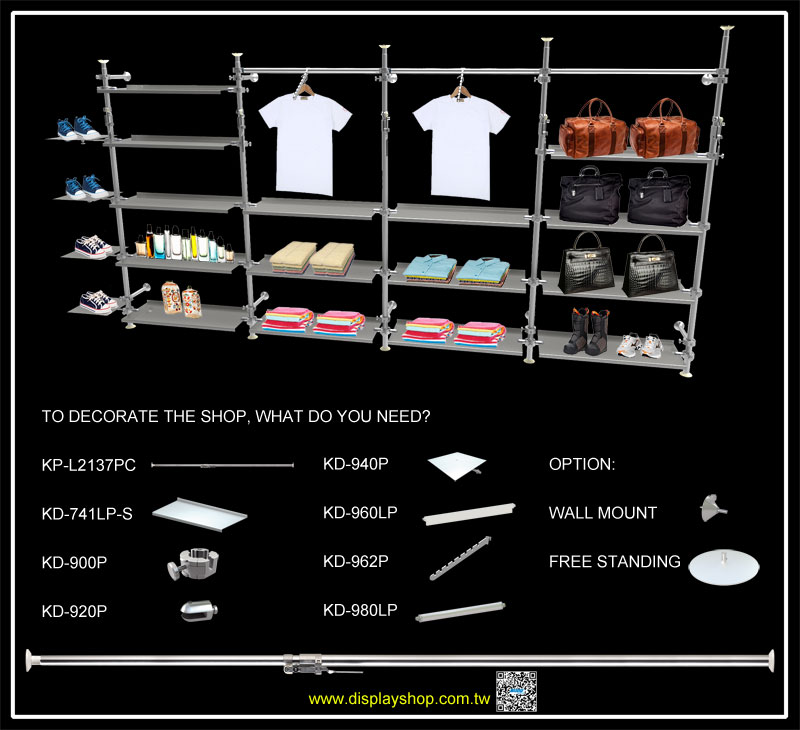 TO DECORATE THE SHOP, WHAT DO YOU NEED?
KP-L2137PC
KD-741LP-S
KD-900P
KD-920P
KD-940P
KD-960LP
KD-962P
KD-980LP
OPTION:
WALL MOUNT
FREE STANDING
www.displayshop.com.tw